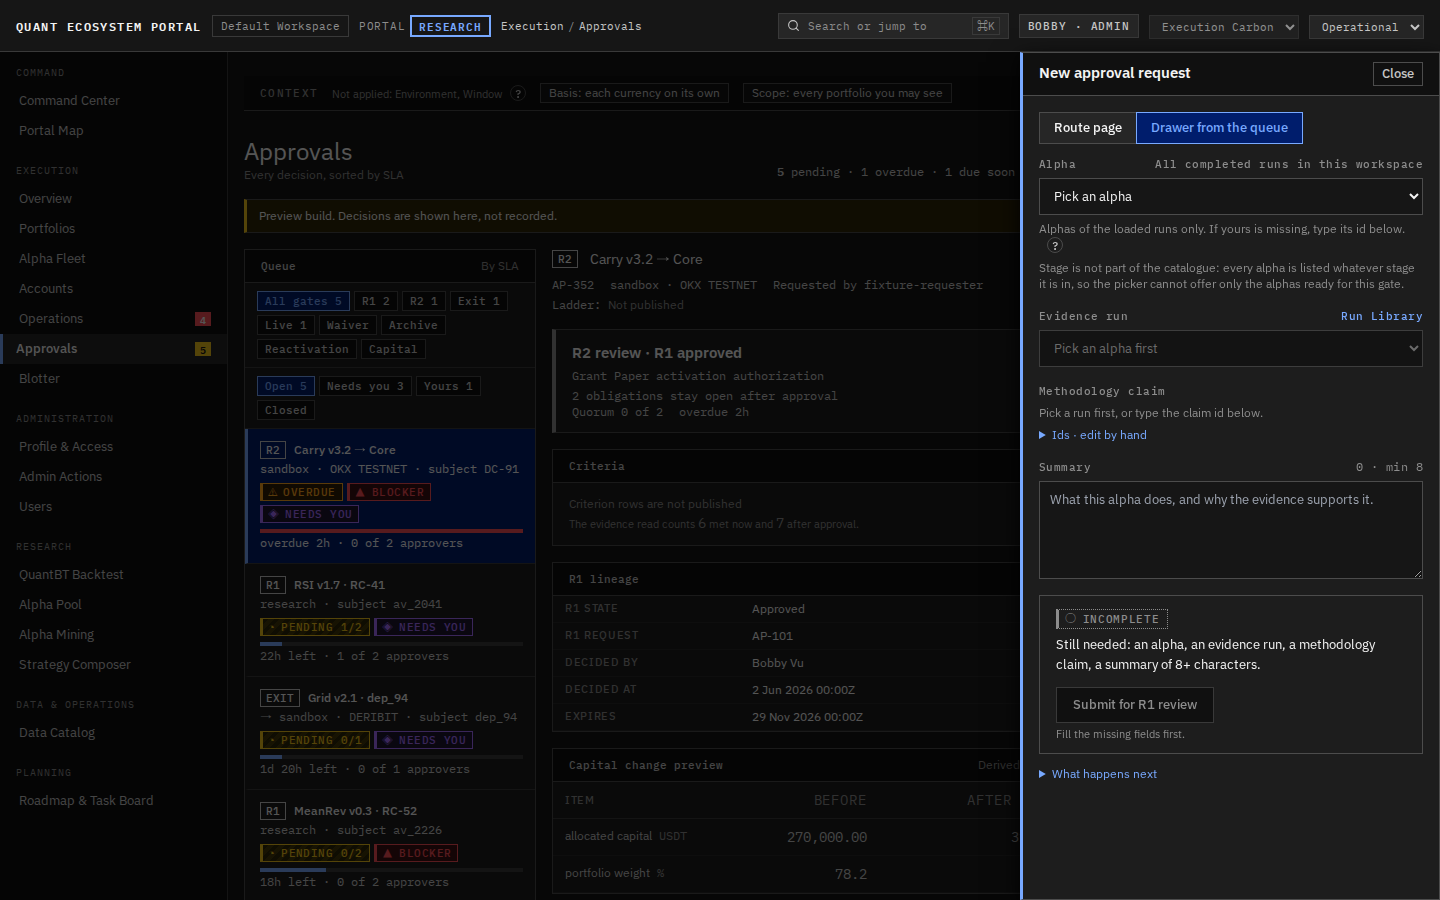 QUANT ECOSYSTEM PORTAL Default Workspace PORTAL RESEARCH Execution / Approvals Search or jump to ⌘K BOBBY · ADMIN Execution Carbon Operational
COMMAND
Command Center
Portal Map
EXECUTION
Overview
Portfolios
Alpha Fleet
Accounts
Operations 4
Approvals 5
Blotter
ADMINISTRATION
Profile & Access
Admin Actions
Users
RESEARCH
QuantBT Backtest
Alpha Pool
Alpha Mining
Strategy Composer
DATA & OPERATIONS
Data Catalog
PLANNING
Roadmap & Task Board
CONTEXT Not applied: Environment, Window ? Basis: each currency on its own Scope: every portfolio you may see
Approvals
Every decision, sorted by SLA
5 pending · 1 overdue · 1 due soon
Preview build. Decisions are shown here, not recorded.
Queue By SLA
All gates 5 R1 2 R2 1 Exit 1
Live 1 Waiver Archive
Reactivation Capital
Open 5 Needs you 3 Yours 1
Closed
R2 Carry v3.2 → Core
sandbox · OKX TESTNET · subject DC-91
⚠ OVERDUE ▲ BLOCKER
◈ NEEDS YOU
overdue 2h · 0 of 2 approvers
R1 RSI v1.7 · RC-41
research · subject av_2041
• PENDING 1/2 ◈ NEEDS YOU
22h left · 1 of 2 approvers
EXIT Grid v2.1 · dep_94
→ sandbox · DERIBIT · subject dep_94
• PENDING 0/1 ◈ NEEDS YOU
1d 20h left · 0 of 1 approvers
R1 MeanRev v0.3 · RC-52
research · subject av_2226
• PENDING 0/2 ▲ BLOCKER
18h left · 0 of 2 approvers
R2 Carry v3.2 → Core
AP-352 sandbox · OKX TESTNET Requested by fixture-requester
Ladder: Not published
R2 review · R1 approved
Grant Paper activation authorization
2 obligations stay open after approval
Quorum 0 of 2 overdue 2h
Criteria
Criterion rows are not published
The evidence read counts 6 met now and 7 after approval.
R1 lineage
R1 STATE Approved
R1 REQUEST AP-101
DECIDED BY Bobby Vu
DECIDED AT 2 Jun 2026 00:00Z
EXPIRES 29 Nov 2026 00:00Z
Capital change preview Derived
ITEM BEFORE AFTER
allocated capital USDT 270,000.00 3
portfolio weight % 78.2
New approval request Close
Route page Drawer from the queue
Alpha All completed runs in this workspace
Pick an alpha
Alphas of the loaded runs only. If yours is missing, type its id below.
?
Stage is not part of the catalogue: every alpha is listed whatever stage
it is in, so the picker cannot offer only the alphas ready for this gate.
Evidence run Run Library
Pick an alpha first
Methodology claim
Pick a run first, or type the claim id below.
▶ Ids · edit by hand
Summary 0 · min 8
What this alpha does, and why the evidence supports it.
INCOMPLETE
Still needed: an alpha, an evidence run, a methodology
claim, a summary of 8+ characters.
Submit for R1 review
Fill the missing fields first.
▶ What happens next